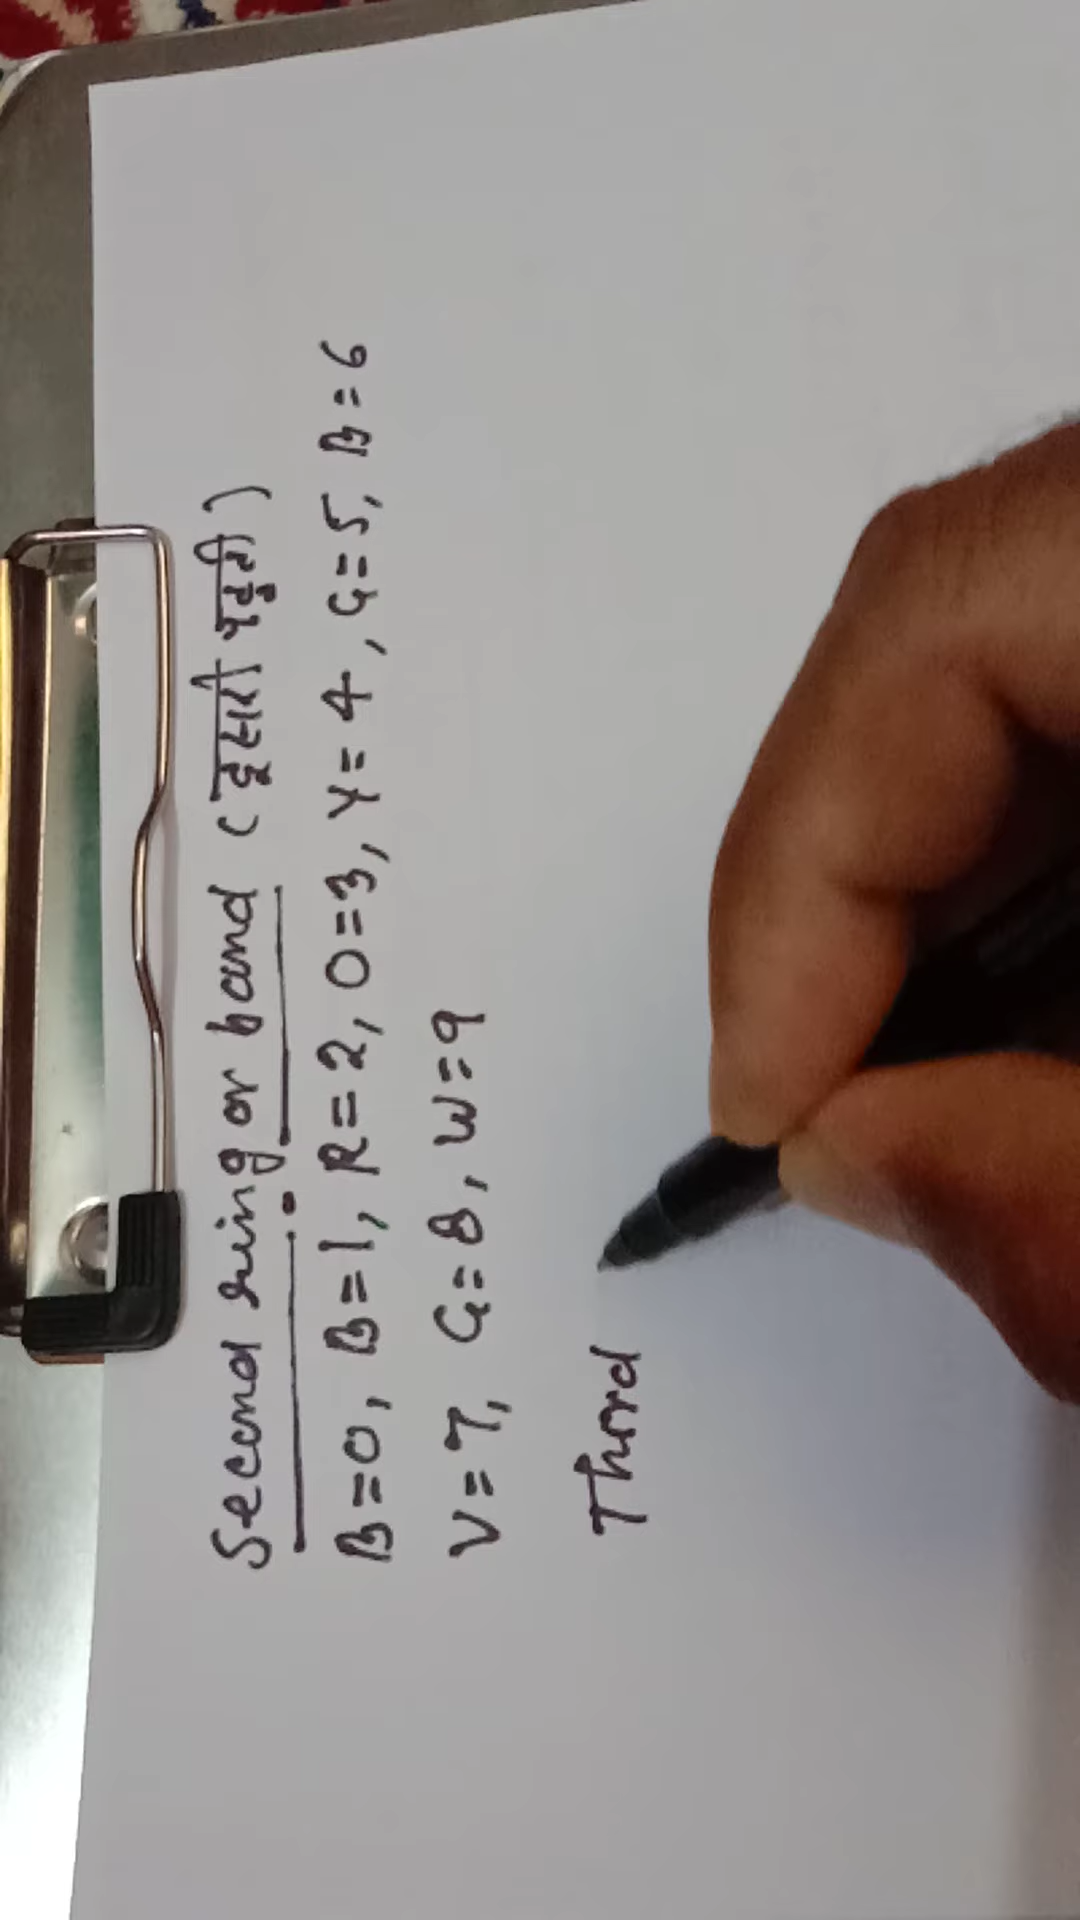 Second ring or band (दूसरी पट्टी)
B=0, B=1, R=2, O=3, Y=4, G=5, B=6
V=7, G=8, W=9
Third